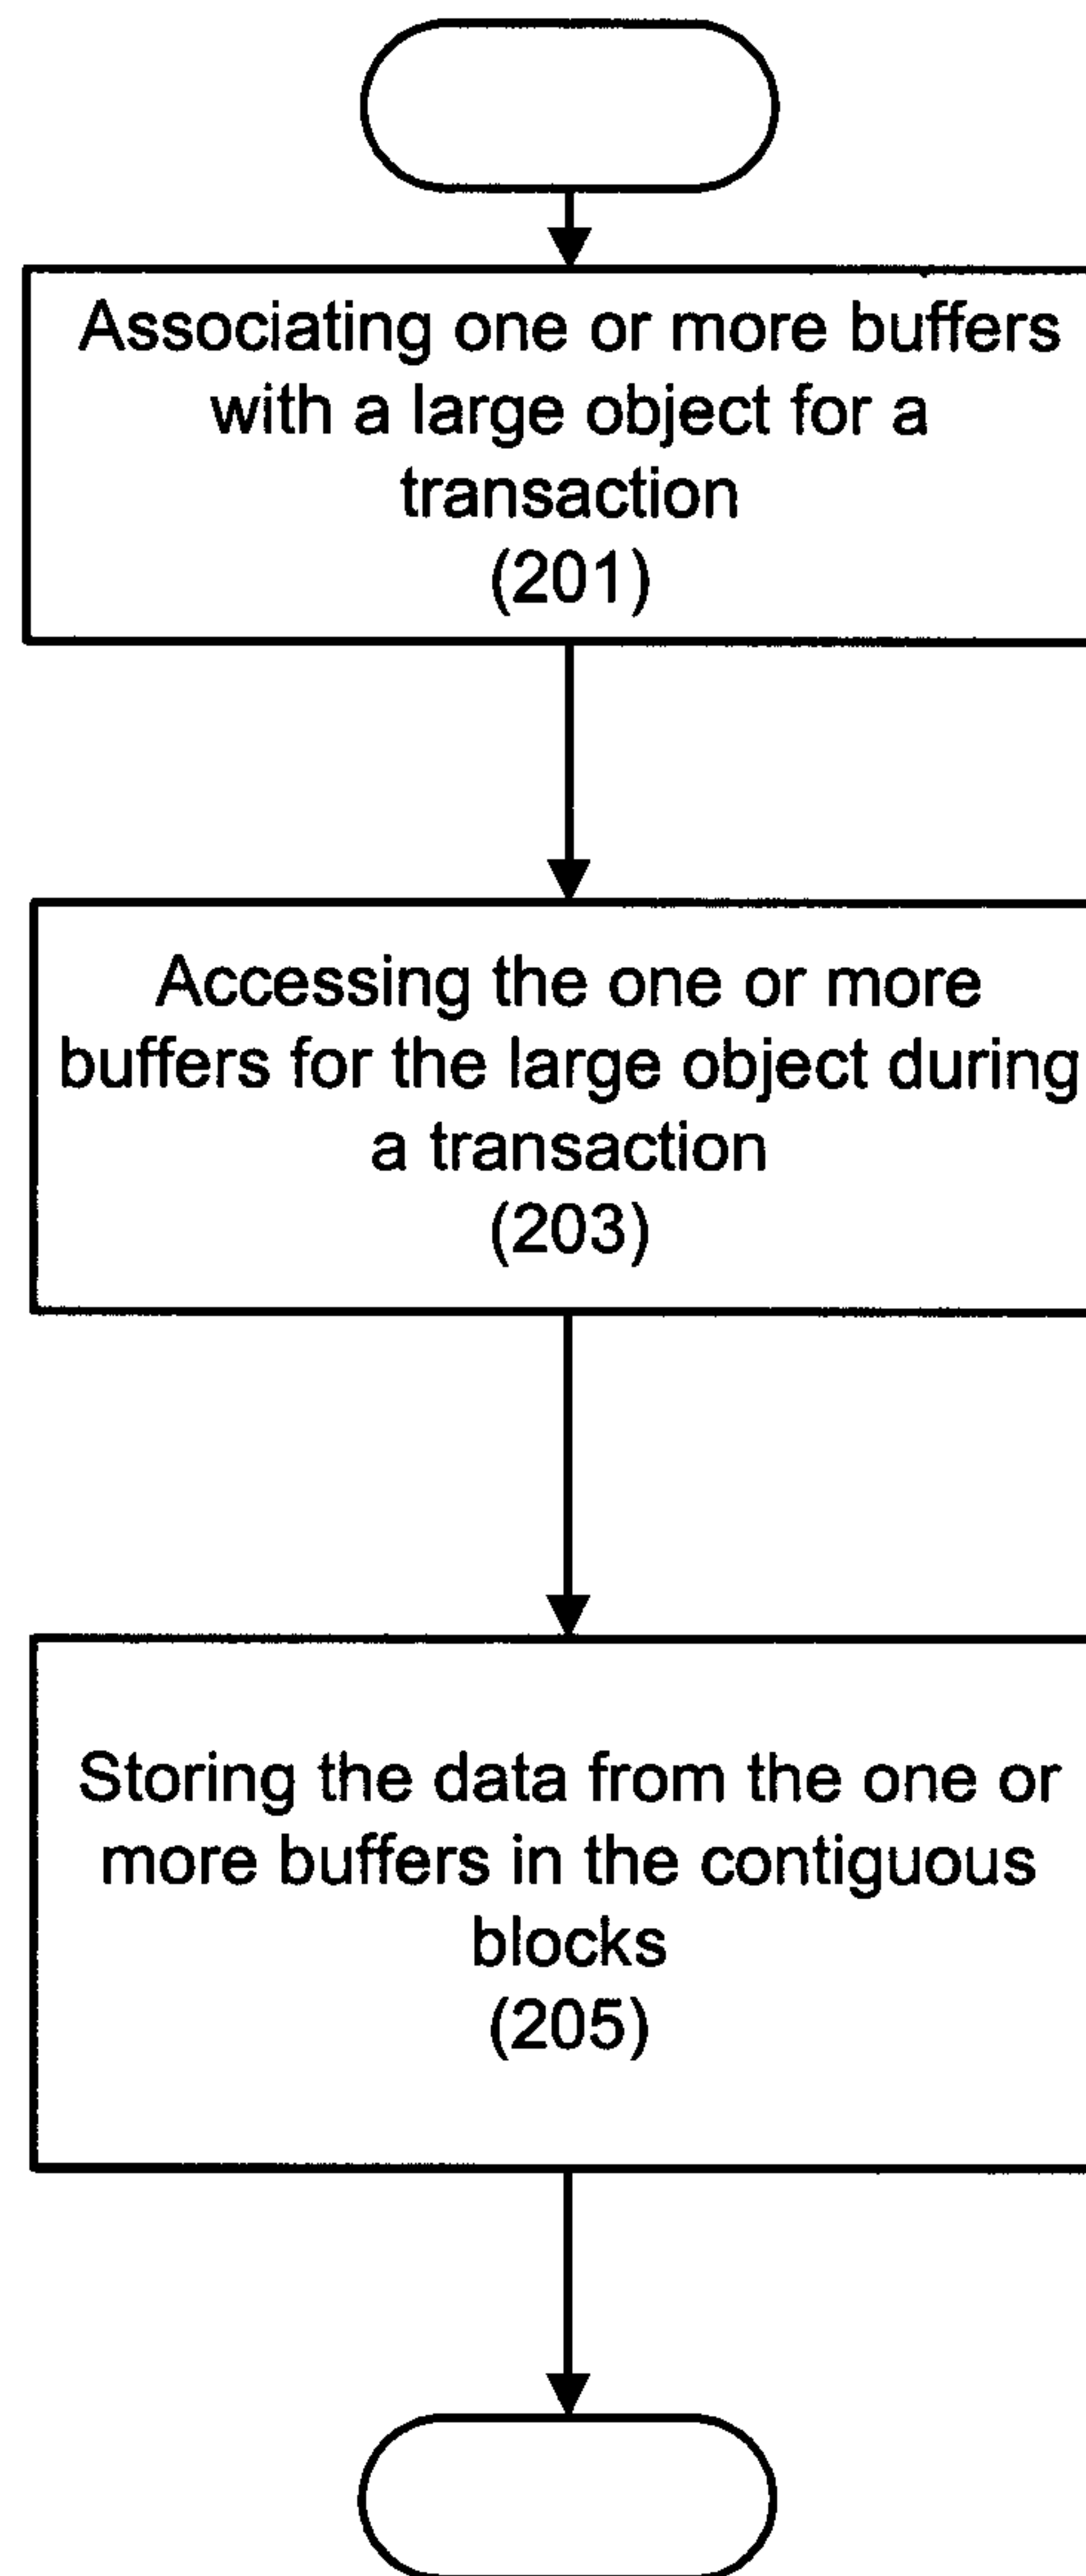 Associating one or more buffers
with a large object for a
transaction
(201)
Accessing the one or more
buffers for the large object during
a transaction
(203)
Storing the data from the one or
more buffers in the contiguous
blocks
(205)